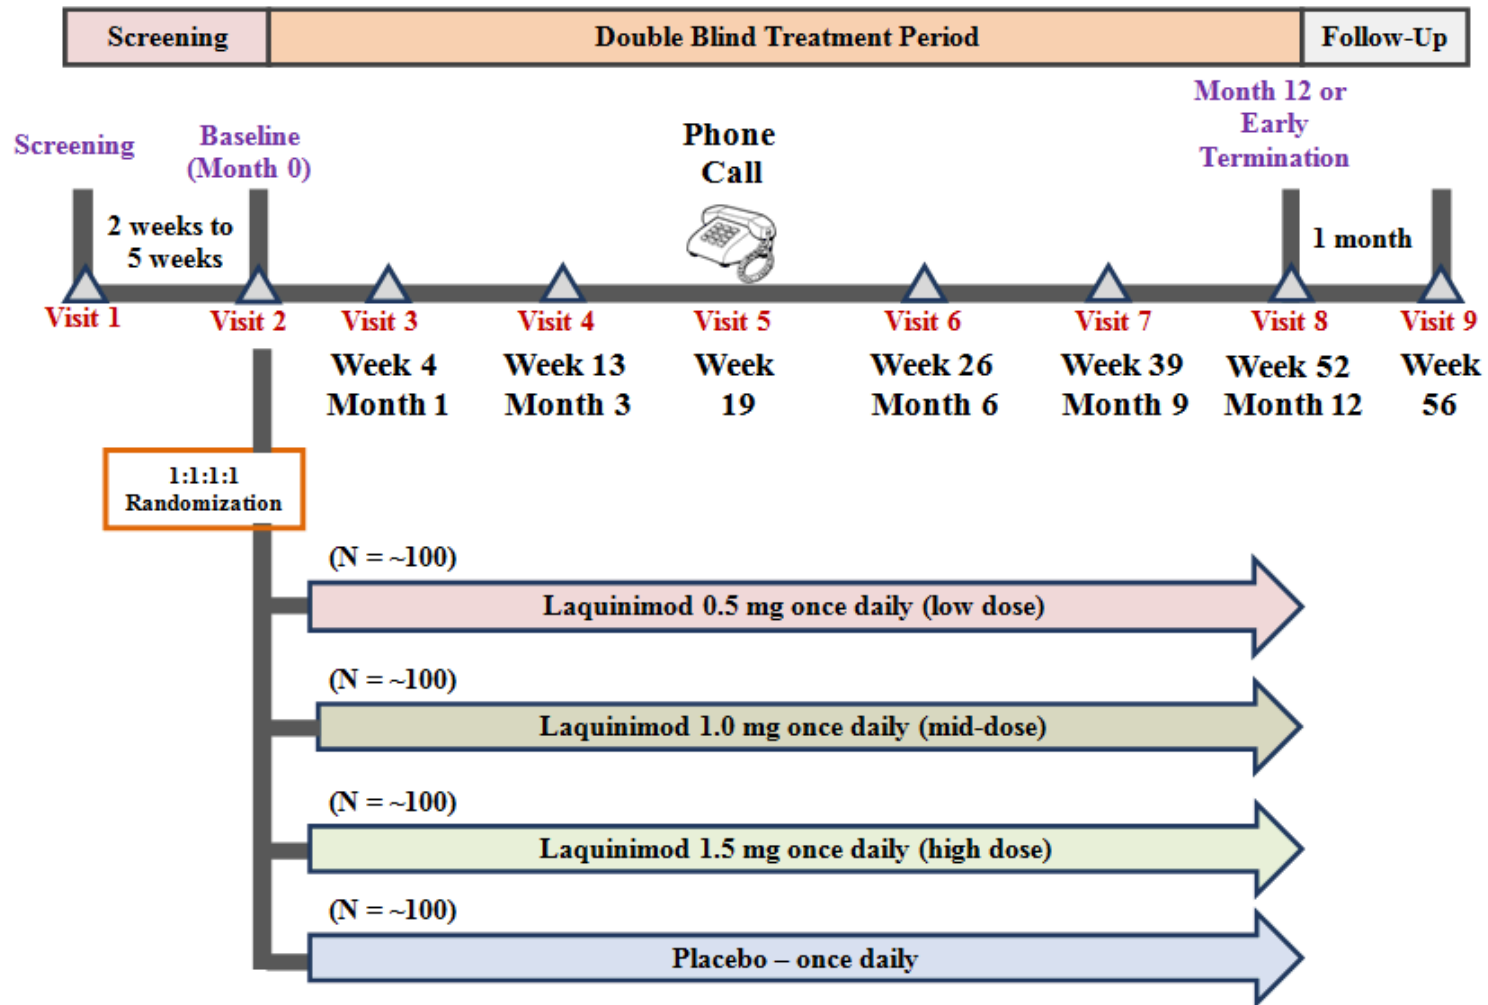 Screening
Double Blind Treatment Period
Follow-Up
Screening
Baseline
(Month 0)
Phone
Call
Month 12 or
Early
Termination
2 weeks to
5 weeks
1 month
Visit 1
Visit 2
Visit 3
Visit 4
Visit 5
Visit 6
Visit 7
Visit 8
Visit 9
Week 4
Month 1
Week 13
Month 3
Week
19
Week 26
Month 6
Week 39
Month 9
Week 52
Month 12
Week
56
1:1:1:1
Randomization
(N = ~100)
Laquinimod 0.5 mg once daily (low dose)
(N = ~100)
Laquinimod 1.0 mg once daily (mid-dose)
(N = ~100)
Laquinimod 1.5 mg once daily (high dose)
(N = ~100)
Placebo – once daily